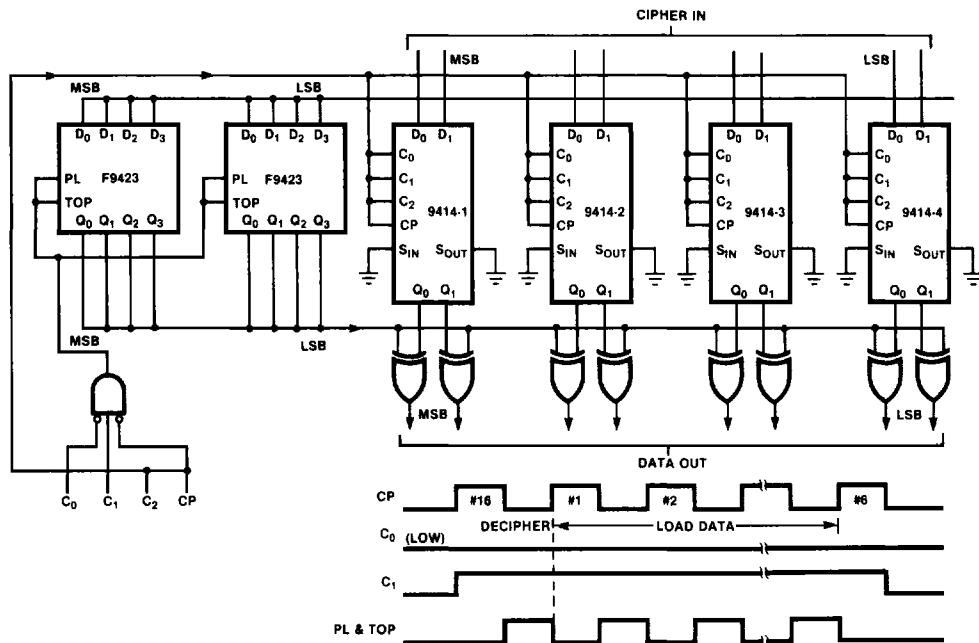 CIPHER IN
MSB LSB
MSB LSB
D0 D1 D2 D3 D0 D1 D2 D3 D0 D1 D0 D1 D0 D1 D0 D1
PL F9423 TOP
Q0 Q1 Q2 Q3
PL F9423 TOP
Q0 Q1 Q2 Q3
C0 C1 C2 CP 9414-1
SIN SOUT
Q0 Q1
C0 C1 C2 CP 9414-2
SIN SOUT
Q0 Q1
C0 C1 C2 CP 9414-3
SIN SOUT
Q0 Q1
C0 C1 C2 CP 9414-4
SIN SOUT
Q0 Q1
MSB LSB
MSB LSB
DATA OUT
C0 C1 C2 CP
CP #16 #1 #2 #6
DECIPHER LOAD DATA
C0 (LOW)
C1
PL & TOP